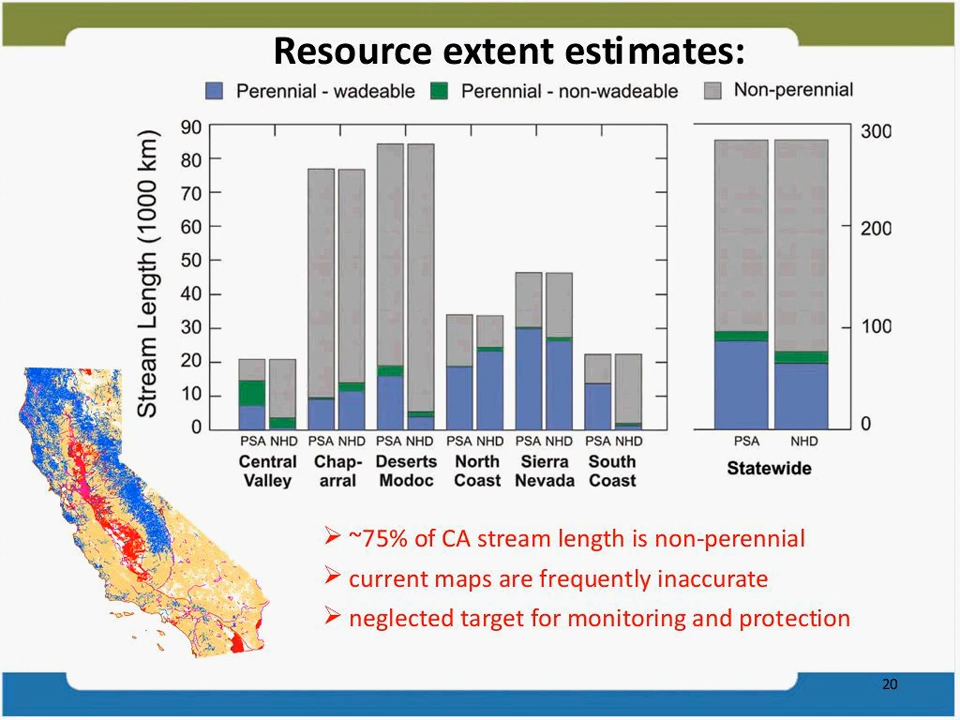 Resource extent estimates:
Perennial - wadeable Perennial - non-wadeable Non-perennial
Stream Length (1000 km)
90
80
70
60
50
40
30
20
10
0
300
200
100
0
PSA NHD PSA NHD PSA NHD PSA NHD PSA NHD PSA NHD PSA NHD
Central Chap- Deserts North Sierra South Statewide
Valley arral Modoc Coast Nevada Coast
➢ ~75% of CA stream length is non-perennial
➢ current maps are frequently inaccurate
➢ neglected target for monitoring and protection
20